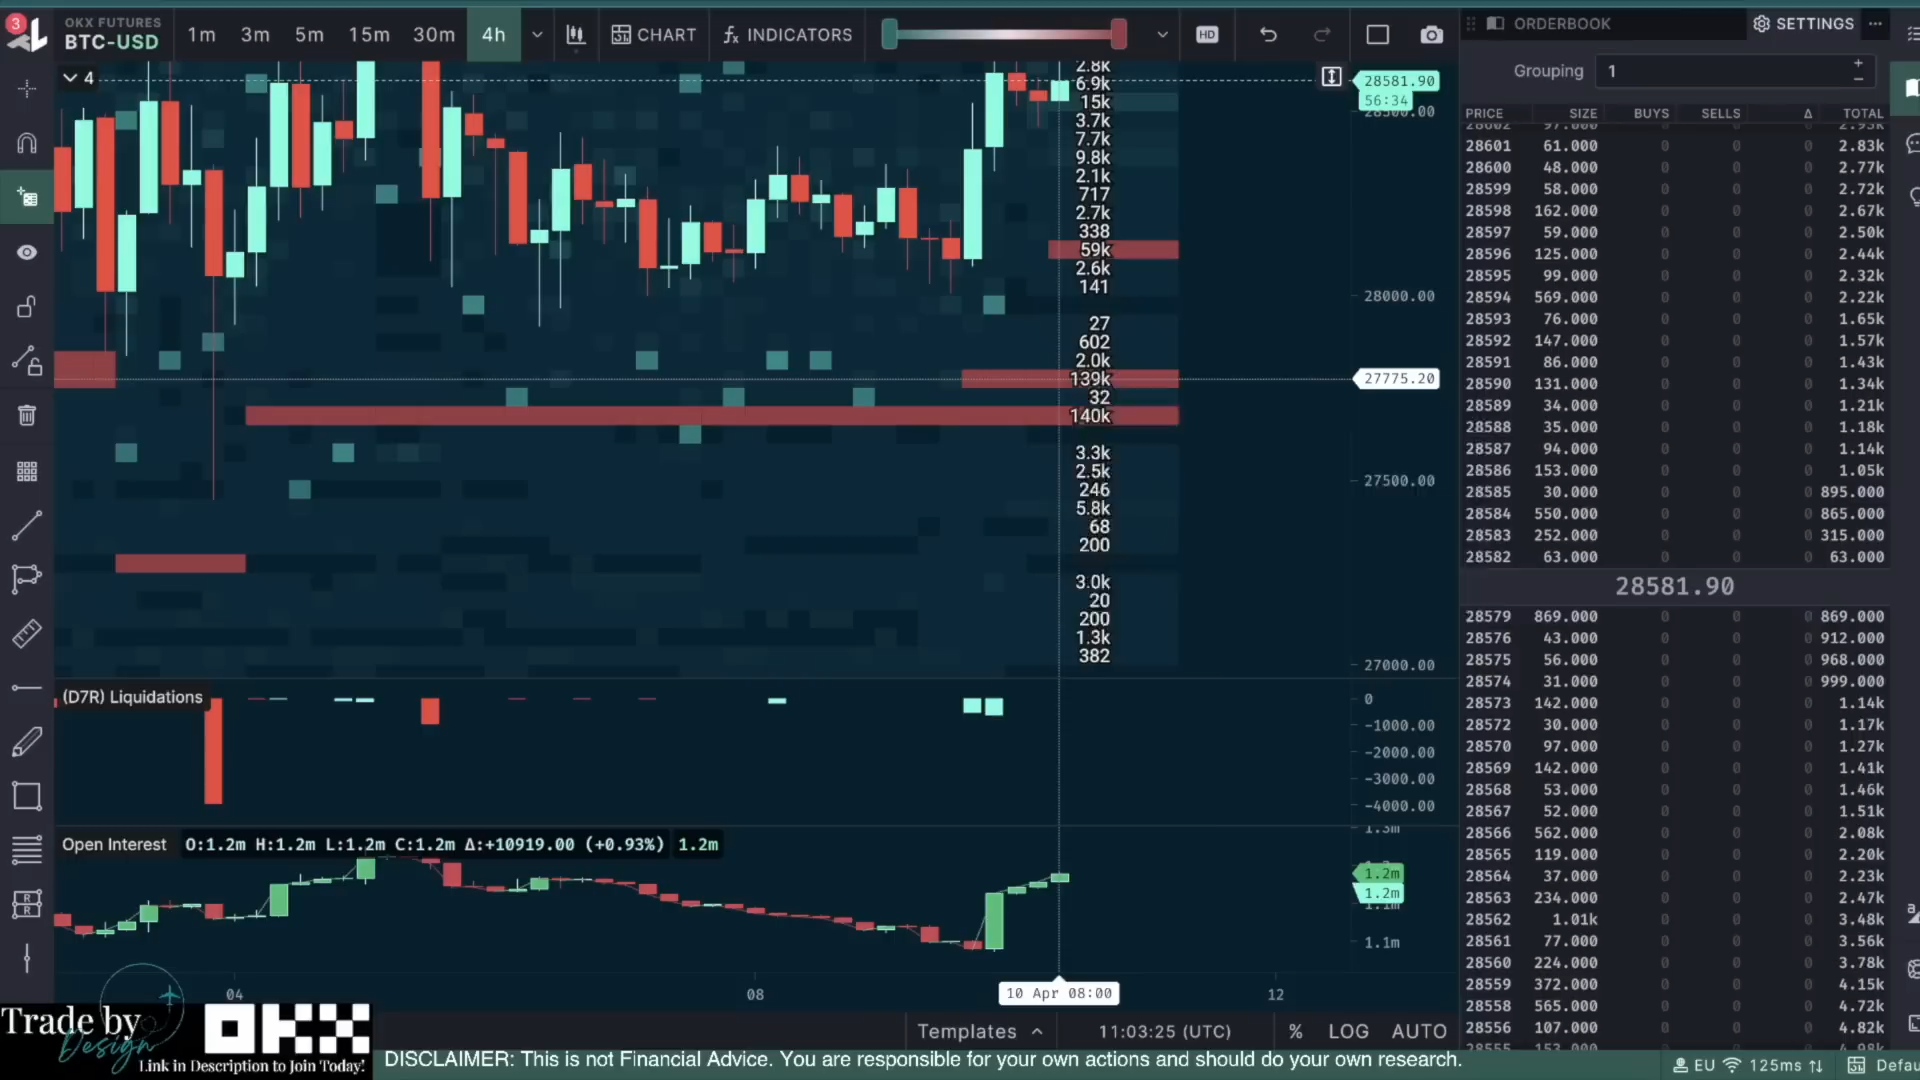 3
OKX FUTURES
BTC-USD
1m 3m 5m 15m 30m 4h
CHART
fx INDICATORS
HD
4
2.8k
6.9k
15k
3.7k
7.7k
9.8k
2.1k
717
2.7k
338
59k
2.6k
141
27
602
2.0k
139k
32
140k
3.3k
2.5k
246
5.8k
68
200
3.0k
20
200
1.3k
382
28581.90
56:34
28500.00
28000.00
27775.20
27500.00
27000.00
(D7R) Liquidations
0
-1000.00
-2000.00
-3000.00
-4000.00
Open Interest O:1.2m H:1.2m L:1.2m C:1.2m Δ:+10919.00 (+0.93%) 1.2m
1.3m
1.2m
1.2m
1.1m
1.1m
04 08 10 Apr 08:00 12
Templates 11:03:25 (UTC) % LOG AUTO
ORDERBOOK SETTINGS
Grouping 1
PRICE SIZE BUYS SELLS Δ TOTAL
28602 97.000 2.93k
28601 61.000 0 0 0 2.83k
28600 48.000 0 0 0 2.77k
28599 58.000 0 0 0 2.72k
28598 162.000 0 0 0 2.67k
28597 59.000 0 0 0 2.50k
28596 125.000 0 0 0 2.44k
28595 99.000 0 0 0 2.32k
28594 569.000 0 0 0 2.22k
28593 76.000 0 0 0 1.65k
28592 147.000 0 0 0 1.57k
28591 86.000 0 0 0 1.43k
28590 131.000 0 0 0 1.34k
28589 34.000 0 0 0 1.21k
28588 35.000 0 0 0 1.18k
28587 94.000 0 0 0 1.14k
28586 153.000 0 0 0 1.05k
28585 30.000 0 0 0 895.000
28584 550.000 0 0 0 865.000
28583 252.000 0 0 0 315.000
28582 63.000 0 0 0 63.000
28581.90
28579 869.000 0 0 0 869.000
28576 43.000 0 0 0 912.000
28575 56.000 0 0 0 968.000
28574 31.000 0 0 0 999.000
28573 142.000 0 0 0 1.14k
28572 30.000 0 0 0 1.17k
28570 97.000 0 0 0 1.27k
28569 142.000 0 0 0 1.41k
28568 53.000 0 0 0 1.46k
28567 52.000 0 0 0 1.51k
28566 562.000 0 0 0 2.08k
28565 119.000 0 0 0 2.20k
28564 37.000 0 0 0 2.23k
28563 234.000 0 0 0 2.47k
28562 1.01k 0 0 0 3.48k
28561 77.000 0 0 0 3.56k
28560 224.000 0 0 0 3.78k
28559 372.000 0 0 0 4.15k
28558 565.000 0 0 0 4.72k
28556 107.000 0 0 0 4.82k
28555 153.000 4.98k
Trade by
Design
OKX
Link in Description to Join Today!
DISCLAIMER: This is not Financial Advice. You are responsible for your own actions and should do your own research.
EU 125ms Defau